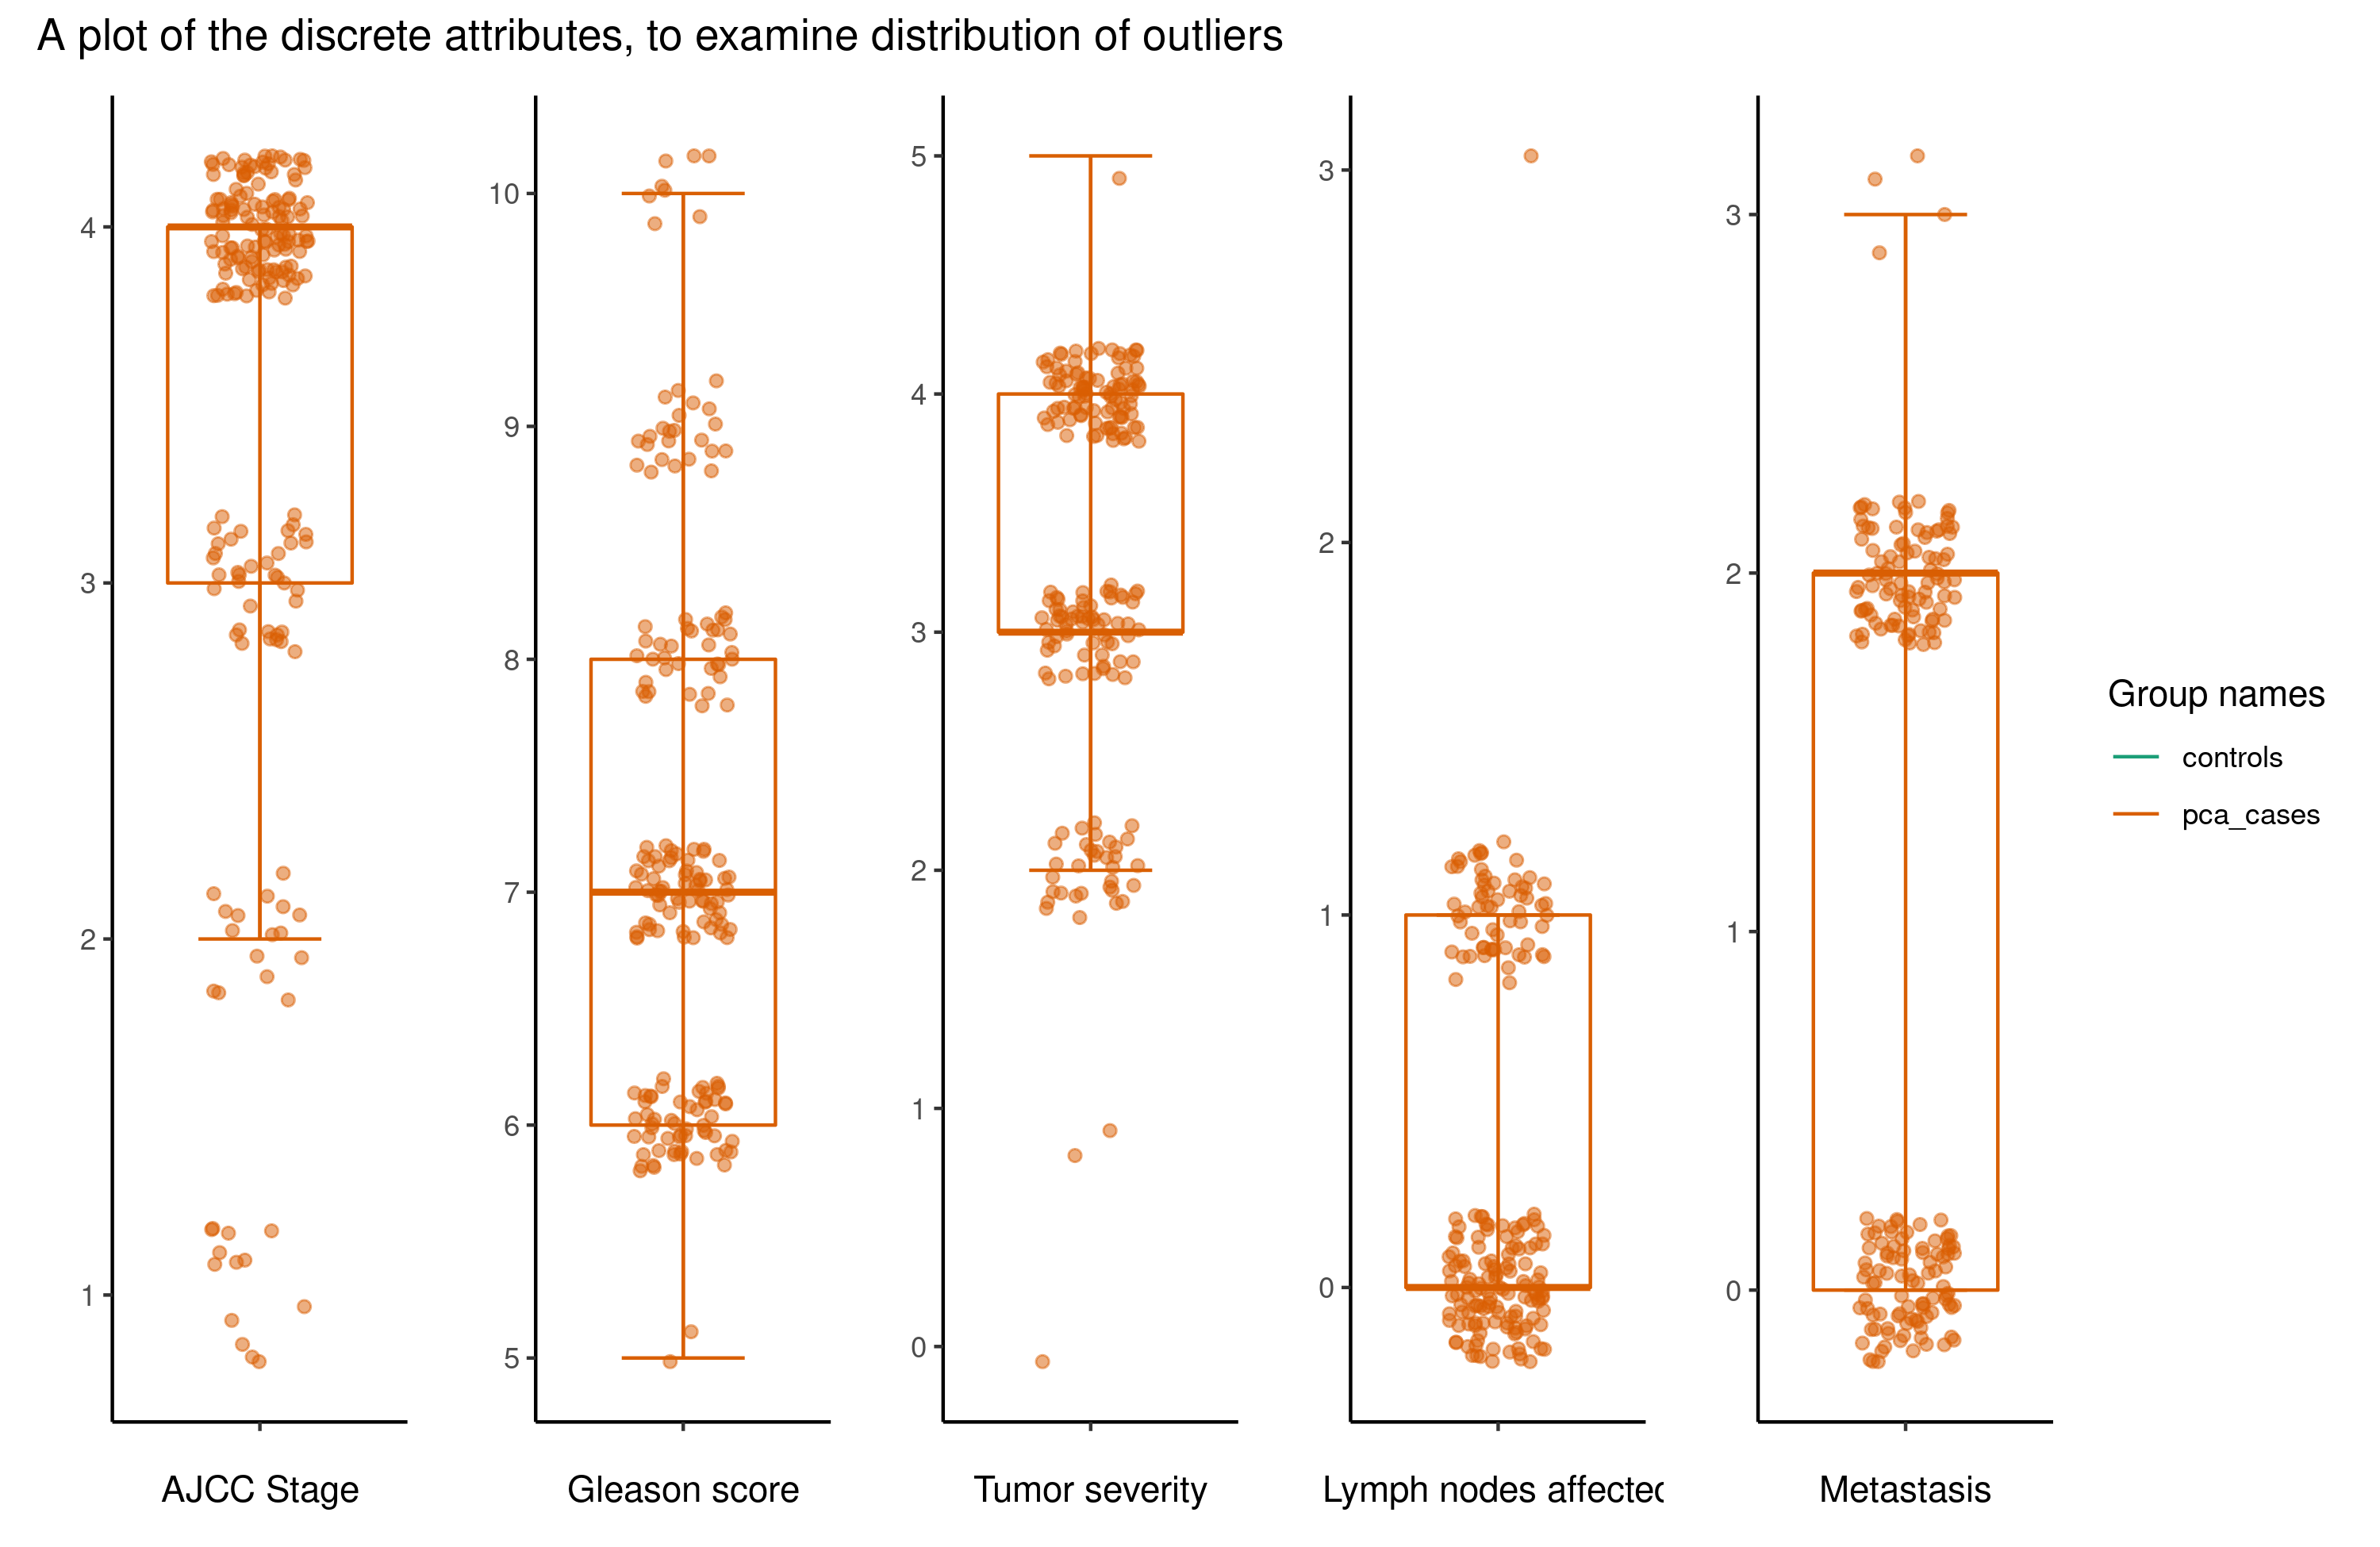 A plot of the discrete attributes, to examine distribution of outliers
4
3
2
1
AJCC Stage
10
9
8
7
6
5
Gleason score
5
4
3
2
1
0
Tumor severity
3
2
1
0
Lymph nodes affected
3
2
1
0
Metastasis
Group names
controls
pca_cases